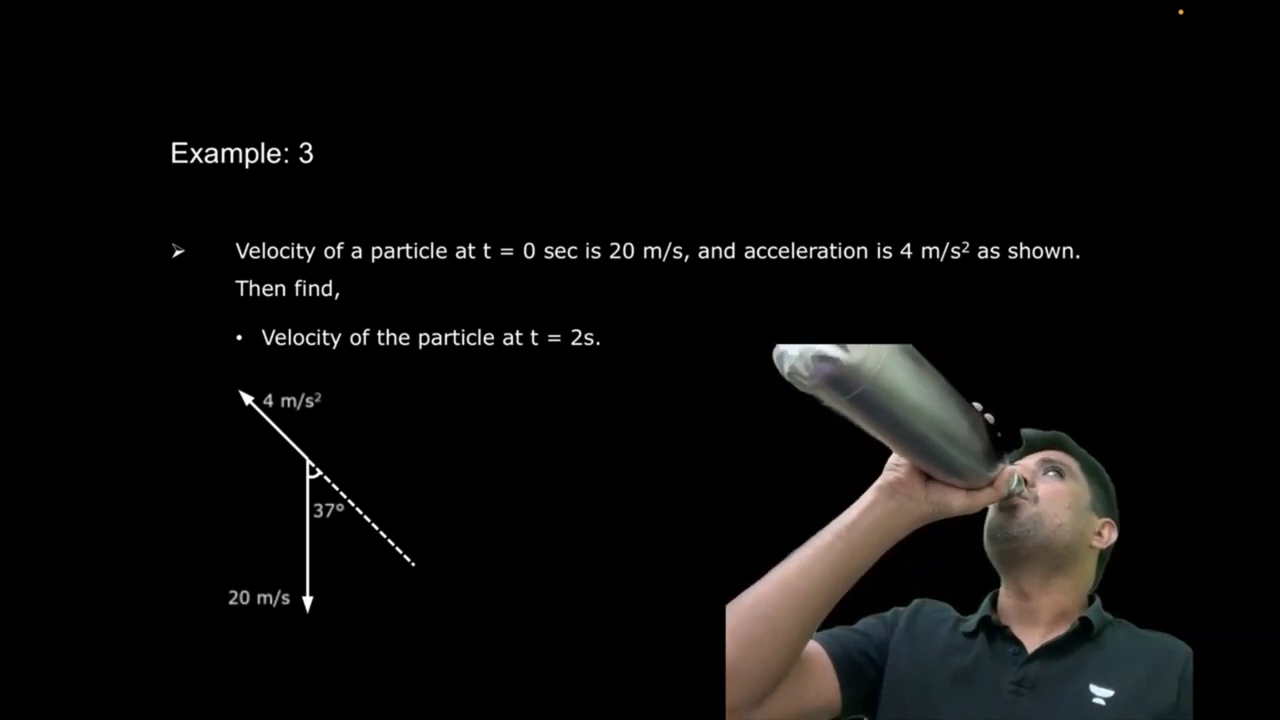 Example: 3
Velocity of a particle at t = 0 sec is 20 m/s, and acceleration is 4 m/s² as shown.
Then find,
• Velocity of the particle at t = 2s.
4 m/s²
37º
20 m/s